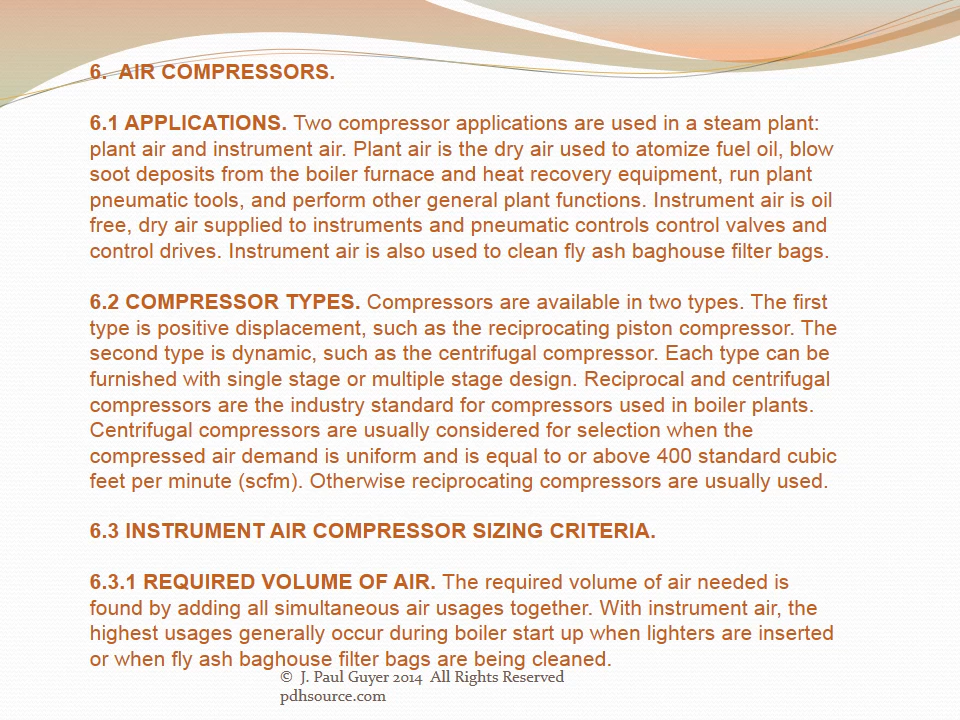 6.  AIR COMPRESSORS.
6.1 APPLICATIONS. Two compressor applications are used in a steam plant:
plant air and instrument air. Plant air is the dry air used to atomize fuel oil, blow
soot deposits from the boiler furnace and heat recovery equipment, run plant
pneumatic tools, and perform other general plant functions. Instrument air is oil
free, dry air supplied to instruments and pneumatic controls control valves and
control drives. Instrument air is also used to clean fly ash baghouse filter bags.
6.2 COMPRESSOR TYPES. Compressors are available in two types. The first
type is positive displacement, such as the reciprocating piston compressor. The
second type is dynamic, such as the centrifugal compressor. Each type can be
furnished with single stage or multiple stage design. Reciprocal and centrifugal
compressors are the industry standard for compressors used in boiler plants.
Centrifugal compressors are usually considered for selection when the
compressed air demand is uniform and is equal to or above 400 standard cubic
feet per minute (scfm). Otherwise reciprocating compressors are usually used.
6.3 INSTRUMENT AIR COMPRESSOR SIZING CRITERIA.
6.3.1 REQUIRED VOLUME OF AIR. The required volume of air needed is
found by adding all simultaneous air usages together. With instrument air, the
highest usages generally occur during boiler start up when lighters are inserted
or when fly ash baghouse filter bags are being cleaned.
© J. Paul Guyer 2014 All Rights Reserved
pdhsource.com